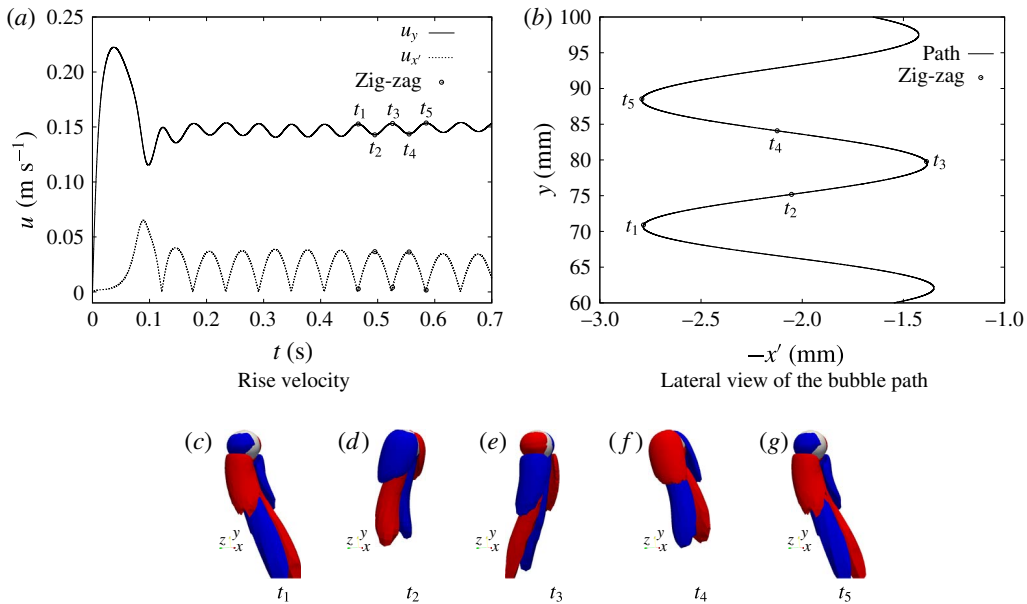 (a)
0.25
0.20
0.15
0.10
0.05
0
u (m s⁻¹)
u_y
u_x′
Zig-zag
t₁ t₃ t₅
t₂ t₄
0 0.1 0.2 0.3 0.4 0.5 0.6 0.7
t (s)
Rise velocity
(b)
100
95
90
85
80
75
70
65
60
y (mm)
Path
Zig-zag
t₅
t₄
t₃
t₂
t₁
−3.0 −2.5 −2.0 −1.5 −1.0
−x′ (mm)
Lateral view of the bubble path
(c) (d) (e) (f) (g)
z y x z y x z y x z y x z y x
t₁ t₂ t₃ t₄ t₅